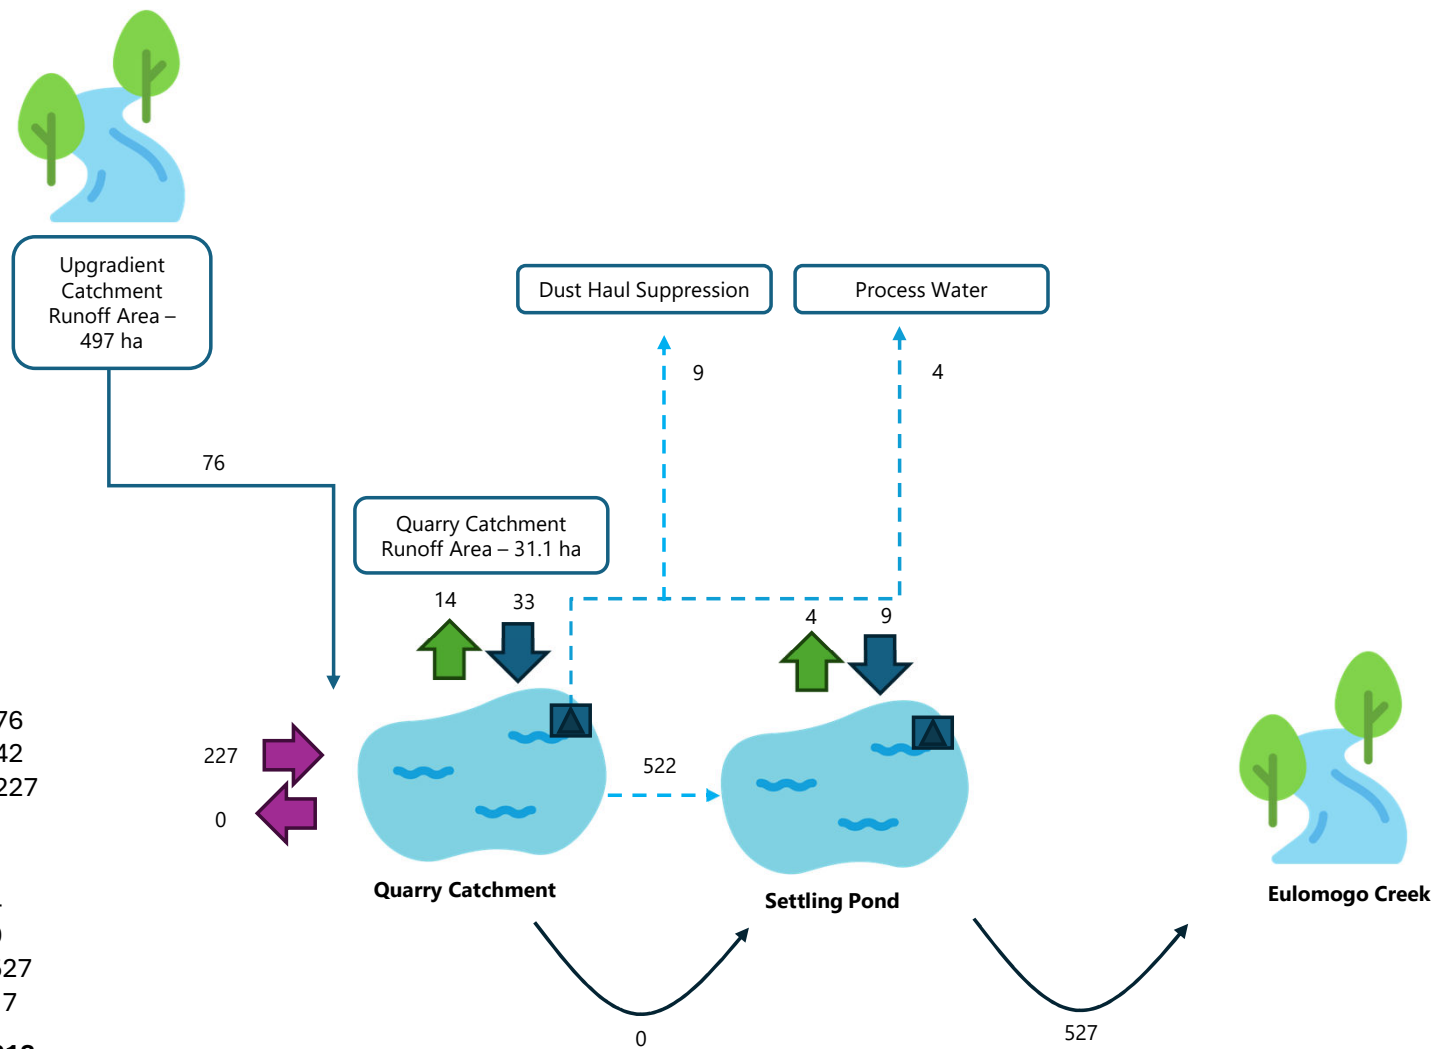 Upgradient
Catchment
Runoff Area –
497 ha
Dust Haul Suppression
Process Water
9
4
76
Quarry Catchment
Runoff Area – 31.1 ha
14
33
4
9
76
42
227
227
0
522
Quarry Catchment
Settling Pond
Eulomogo Creek
527
7
0
527